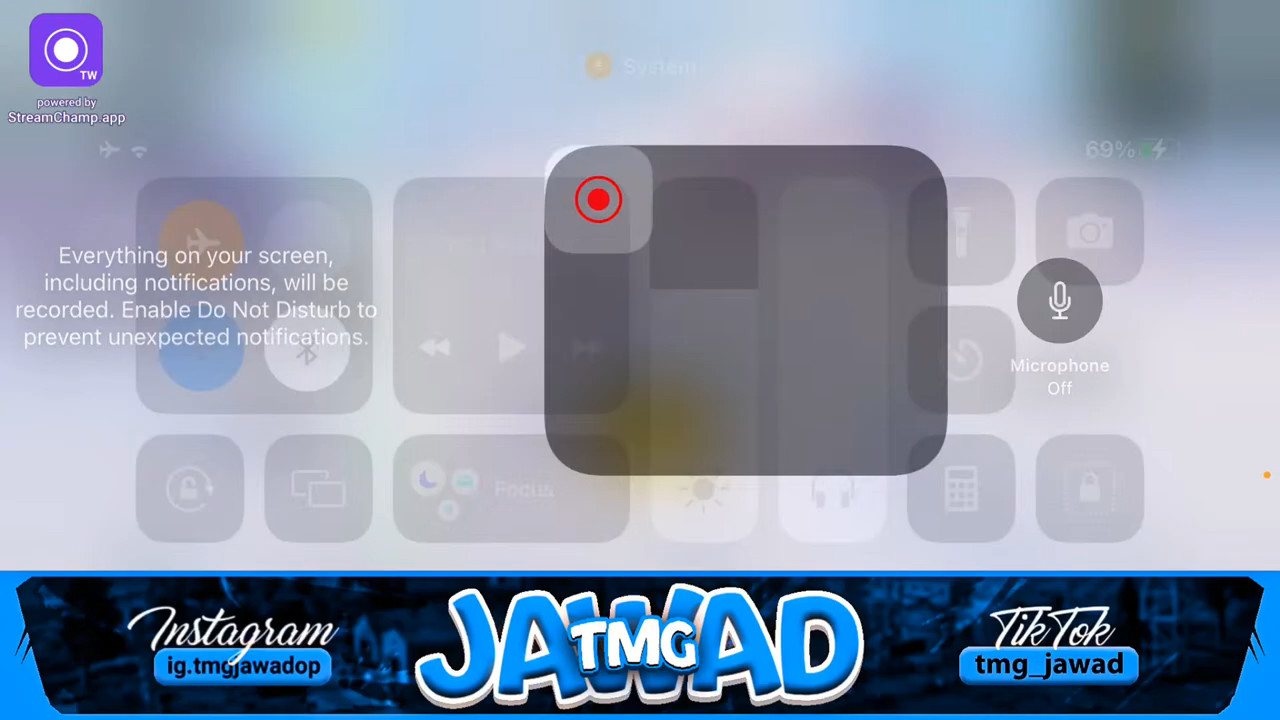 TW
powered by
StreamChamp.app
System
69%
Everything on your screen,
including notifications, will be
recorded. Enable Do Not Disturb to
prevent unexpected notifications.
Microphone
Off
Focus
Instagram
ig.tmgjawadop
JAWAD
TMG
TikTok
tmg_jawad